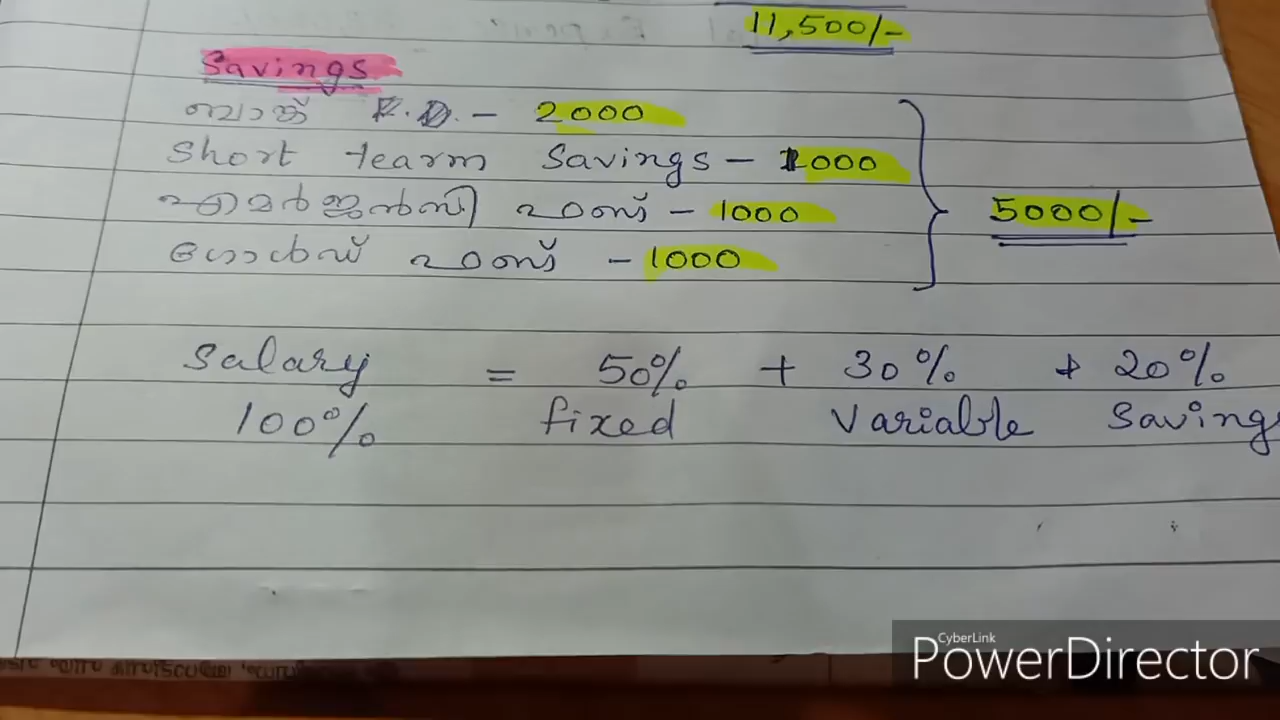 11,500/-
Savings
ബാങ്ക് R.D. - 2000
Short tearm Savings - 1000
എമർജൻസി ഫണ്ട് - 1000
ഗോൾഡ് ഫണ്ട് - 1000
5000/-
Salary = 50% + 30% + 20%
100% fixed Variable Saving
CyberLink
PowerDirector